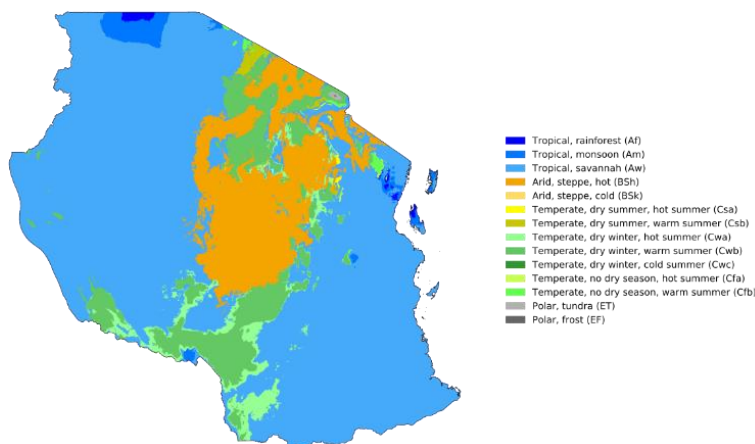 Tropical, rainforest (Af)
Tropical, monsoon (Am)
Tropical, savannah (Aw)
Arid, steppe, hot (BSh)
Arid, steppe, cold (BSk)
Temperate, dry summer, hot summer (Csa)
Temperate, dry summer, warm summer (Csb)
Temperate, dry winter, hot summer (Cwa)
Temperate, dry winter, warm summer (Cwb)
Temperate, dry winter, cold summer (Cwc)
Temperate, no dry season, hot summer (Cfa)
Temperate, no dry season, warm summer (Cfb)
Polar, tundra (ET)
Polar, frost (EF)